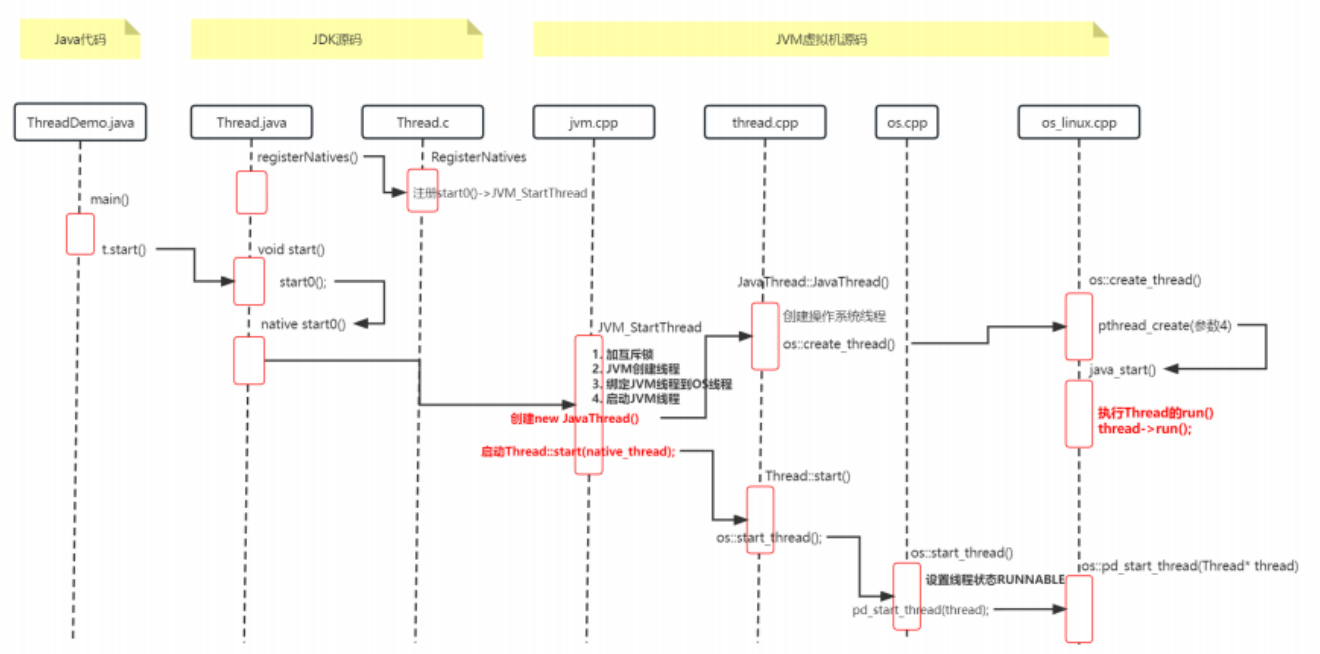 Java代码
JDK源码
JVM虚拟机源码
ThreadDemo.java
Thread.java
Thread.c
jvm.cpp
thread.cpp
os.cpp
os_linux.cpp
registerNatives()
RegisterNatives
注册start0()->JVM_StartThread
main()
t.start()
void start()
start0();
native start0()
JavaThread::JavaThread()
创建操作系统线程
os::create_thread()
os::create_thread()
pthread_create(参数4)
java_start()
执行Thread的run()
thread->run();
JVM_StartThread
1. 加互斥锁
2. JVM创建线程
3. 绑定JVM线程到OS线程
4. 启动JVM线程
创建new JavaThread()
启动Thread::start(native_thread);
Thread::start()
os::start_thread();
os::start_thread()
设置线程状态RUNNABLE
pd_start_thread(thread);
os::pd_start_thread(Thread* thread)